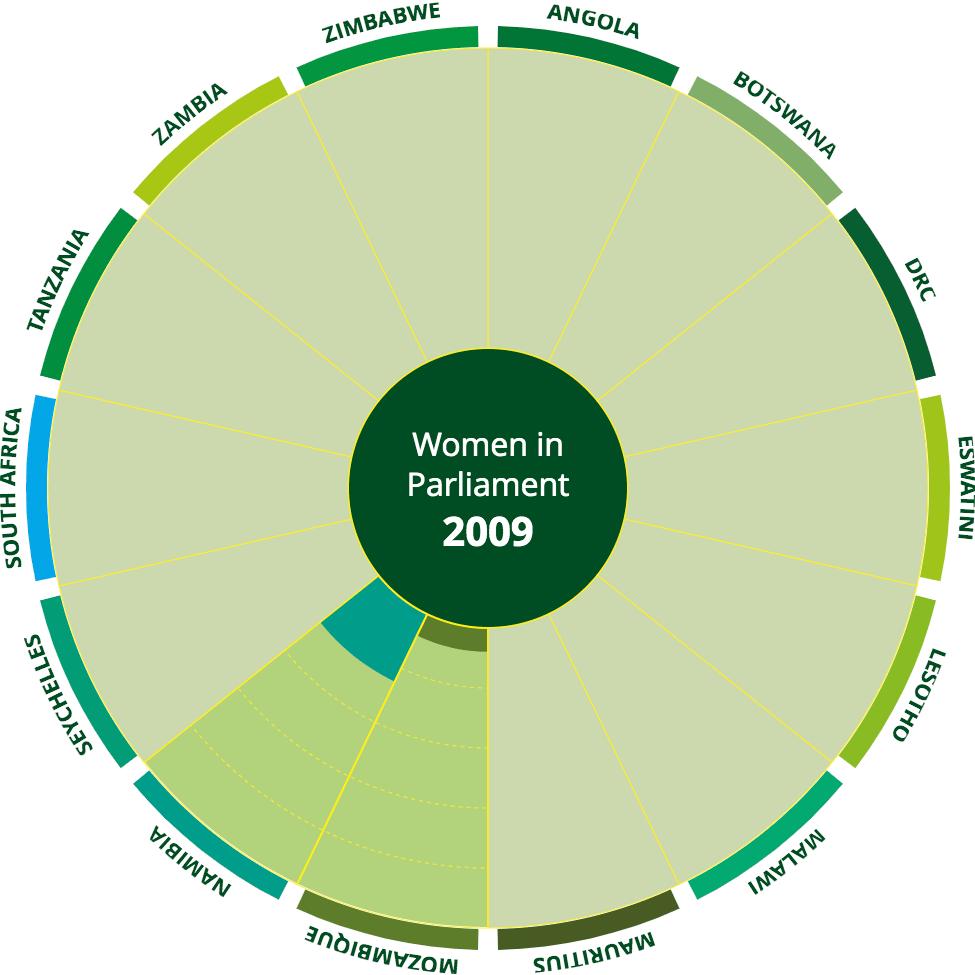 ZIMBABWE
ANGOLA
BOTSWANA
DRC
ESWATINI
LESOTHO
MALAWI
MAURITIUS
MOZAMBIQUE
NAMIBIA
SEYCHELLES
SOUTH AFRICA
TANZANIA
ZAMBIA
Women in
Parliament
2009